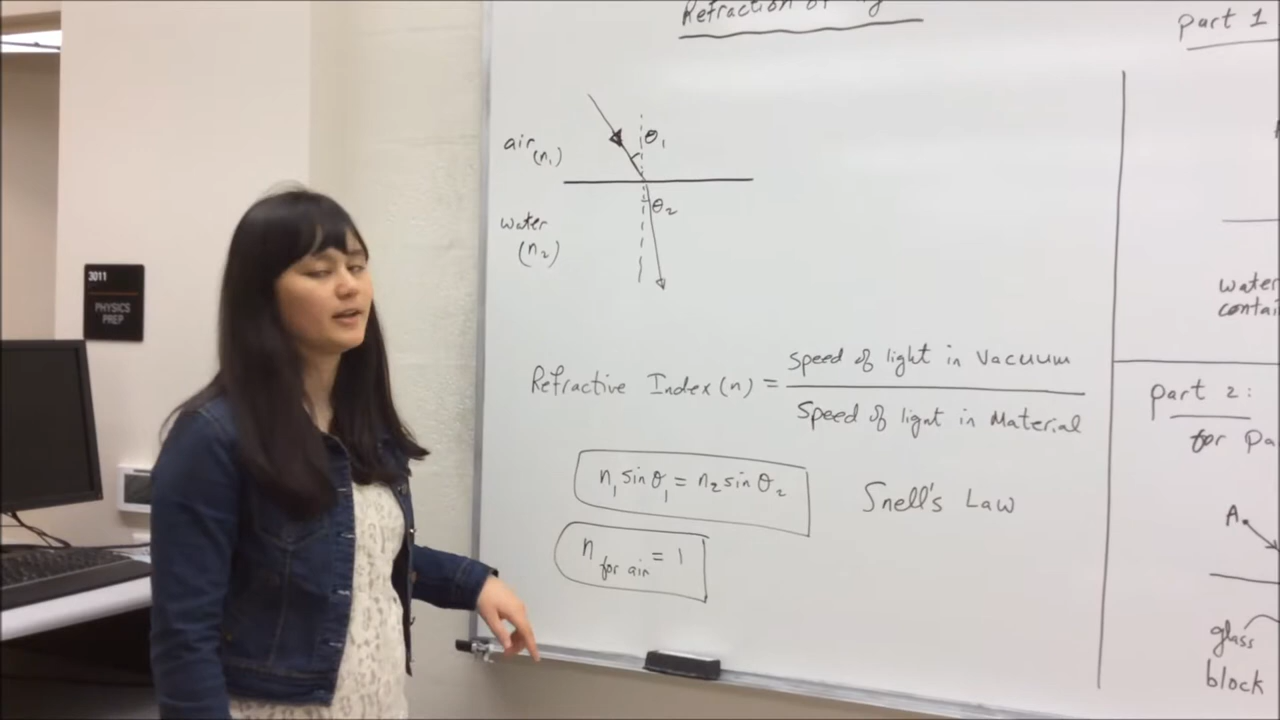 3011
PHYSICS
PREP
Refraction of
air (n₁)
θ₁
water
(n₂)
θ₂
Refractive Index (n) = speed of light in vacuum
Speed of light in Material
n₁ sin θ₁ = n₂ sin θ₂
Snell's Law
n for air = 1
part 1
water
contai
part 2:
for Pa
A
glass
block